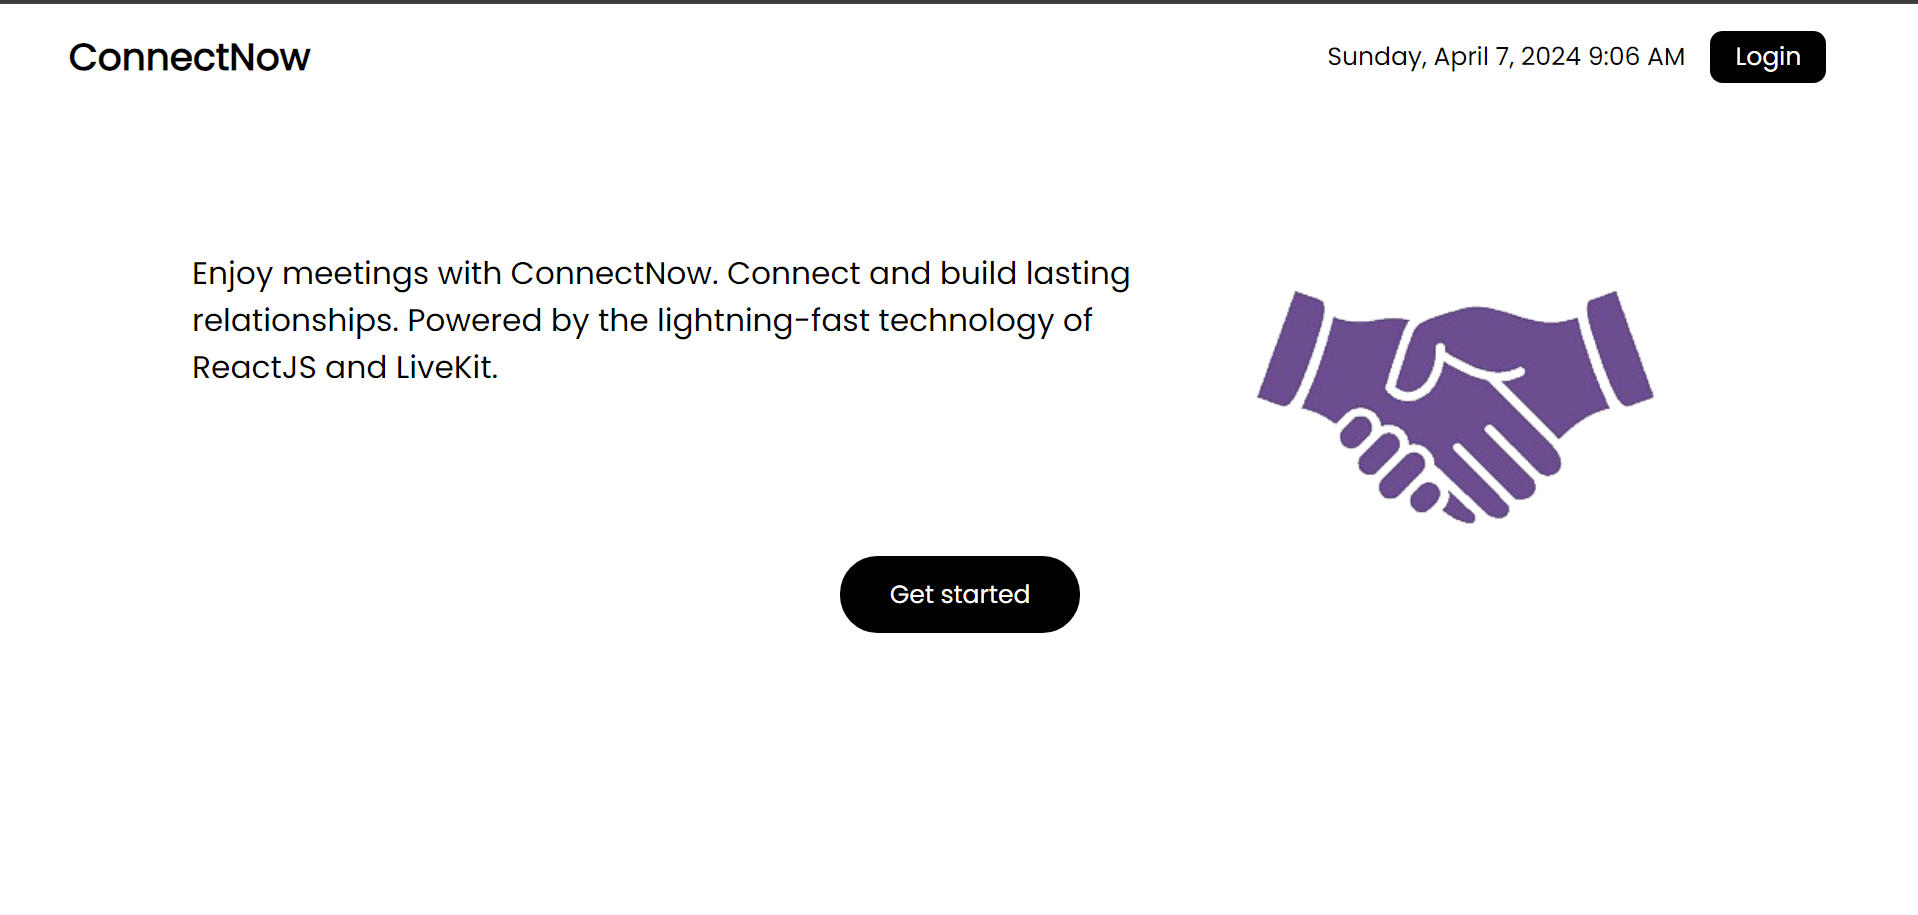 ConnectNow
Sunday, April 7, 2024 9:06 AM
Login
Enjoy meetings with ConnectNow. Connect and build lasting
relationships. Powered by the lightning-fast technology of
ReactJS and LiveKit.
Get started